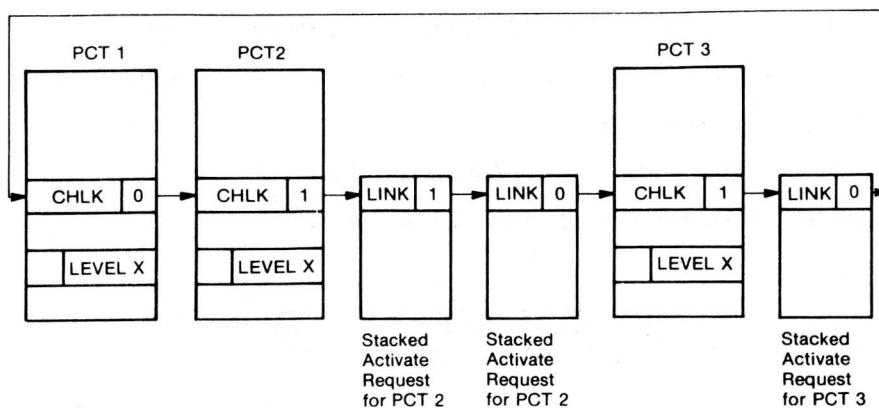 PCT 1
PCT2
PCT 3
CHLK 0
CHLK 1
LINK 1
LINK 0
CHLK 1
LINK 0
LEVEL X
LEVEL X
LEVEL X
Stacked
Activate
Request
for PCT 2
Stacked
Activate
Request
for PCT 2
Stacked
Activate
Request
for PCT 3